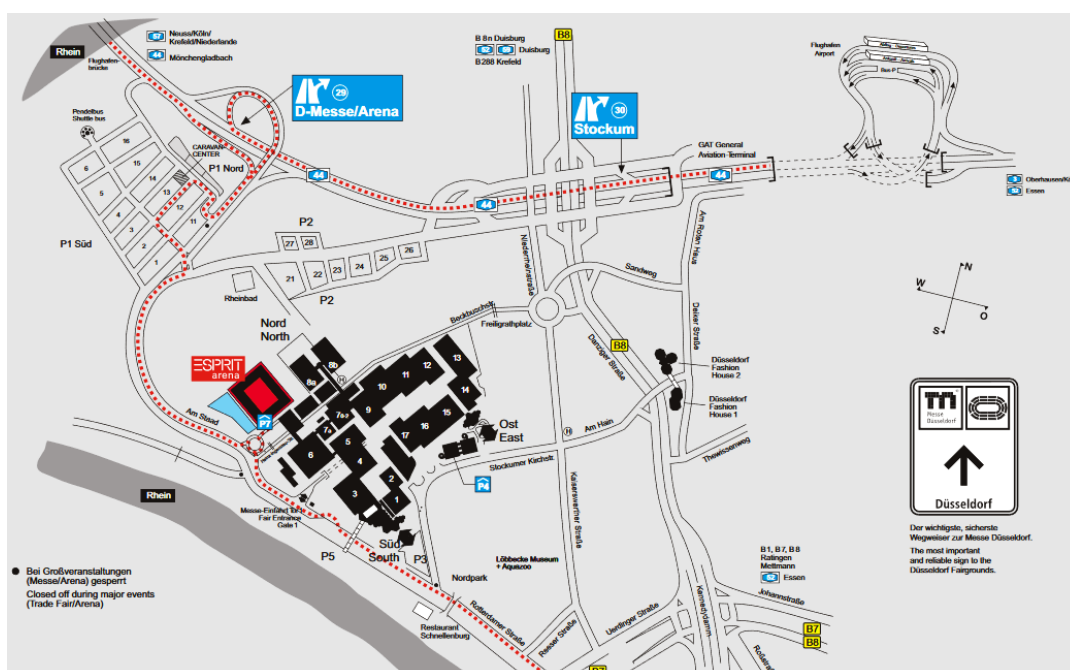 57
Neuss/Köln/
Krefeld/Niederlande
44
Mönchengladbach
Rhein
Flughafen-
brücke
B 8n Duisburg
Duisburg
B288 Krefeld
B8
Flughafen
Airport
Bus-P
29
D-Messe/Arena
30
Stockum
Pendelbus
Shuttle bus
CARAVAN-
CENTER
P1 Nord
16
15
14
13
12
11
6
5
4
3
2
1
P1 Süd
44
44
44
GAT General
Aviation-Terminal
Oberhausen/Kö
Essen
P2
27
28
21
22
23
24
25
26
P2
Rheinbad
Niederrheinstraße
Sandweg
Am Roten Haus
Deiker Straße
N
W
O
S
Nord
North
Beckbuschstr.
Freiligrathplatz
Danziger Straße
B8
ESPRIT
arena
8a
8b
H
10
11
12
13
14
9
7a
15
16
17
5
4
6
3
2
1
P7
Am Staad
Düsseldorf
Fashion
House 2
Düsseldorf
Fashion
House 1
Ost
East
Am Hain
H
Stockumer Kirchstr.
P4
Thewissenweg
Kaiserswerther Straße
Messe
Düsseldorf
Düsseldorf
Der wichtigste, sicherste
Wegweiser zur Messe Düsseldorf.
The most important
and reliable sign to the
Düsseldorf Fairgrounds.
Rhein
Messe-Einfahrt Tor 1
Fair Entrance
Gate 1
P5
Süd
South
P3
Löbbecke Museum
+ Aquazoo
Nordpark
B1, B7, B8
Ratingen
Mettmann
52
Essen
Bei Großveranstaltungen
(Messe/Arena) gesperrt
Closed off during major events
(Trade Fair/Arena)
Restaurant
Schnellenburg
Rotterdamer Straße
Reeser Straße
Uerdinger Straße
Kennedydamm
Johannstraße
B7
B8
Roßstraße
B7